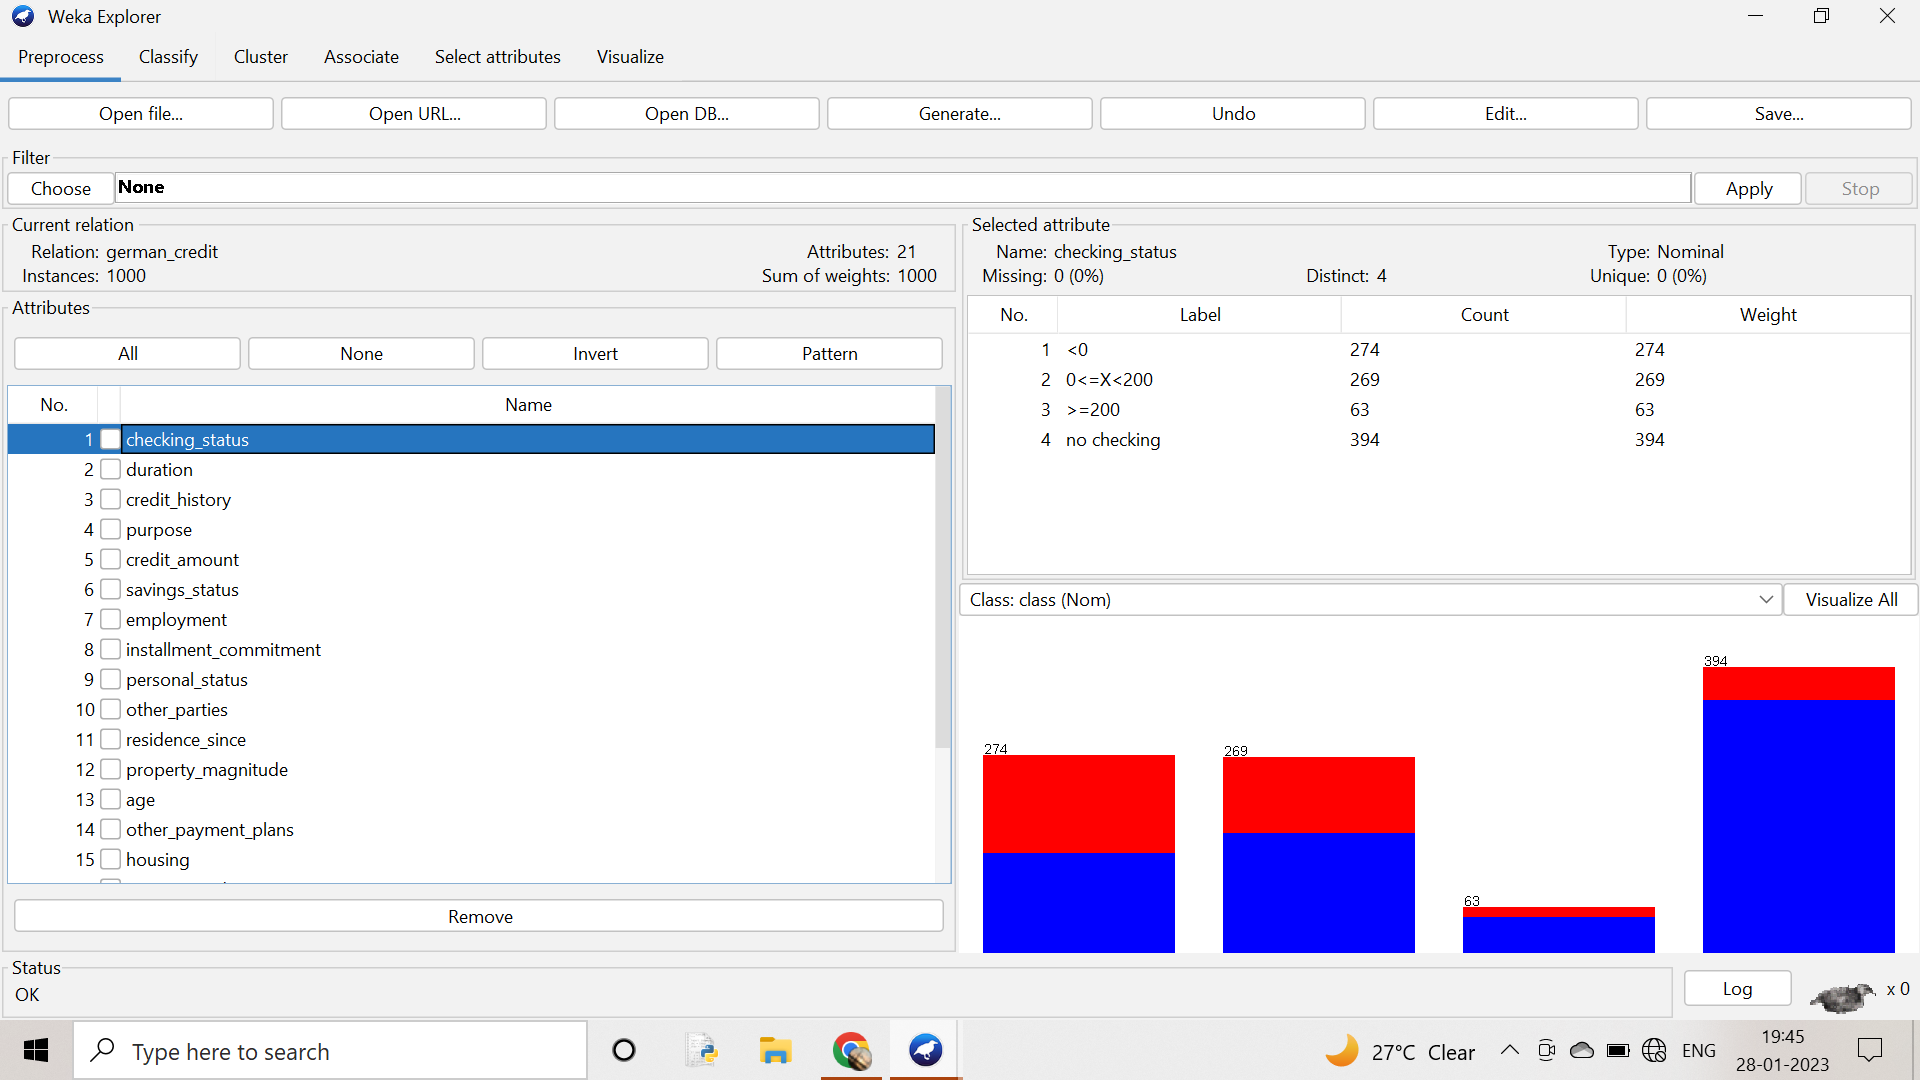 Weka Explorer
Preprocess Classify Cluster Associate Select attributes Visualize
Open file... Open URL... Open DB... Generate... Undo Edit... Save...
Filter
Choose None Apply Stop
Current relation
Relation: german_credit Attributes: 21
Instances: 1000 Sum of weights: 1000
Attributes
All None Invert Pattern
No. Name
1 checking_status
2 duration
3 credit_history
4 purpose
5 credit_amount
6 savings_status
7 employment
8 installment_commitment
9 personal_status
10 other_parties
11 residence_since
12 property_magnitude
13 age
14 other_payment_plans
15 housing
Remove
Selected attribute
Name: checking_status Type: Nominal
Missing: 0 (0%) Distinct: 4 Unique: 0 (0%)
No. Label Count Weight
1 <0 274 274
2 0<=X<200 269 269
3 >=200 63 63
4 no checking 394 394
Class: class (Nom) Visualize All
274 269 63 394
Status
OK
Log x 0
Type here to search
27°C Clear ENG
19:45
28-01-2023